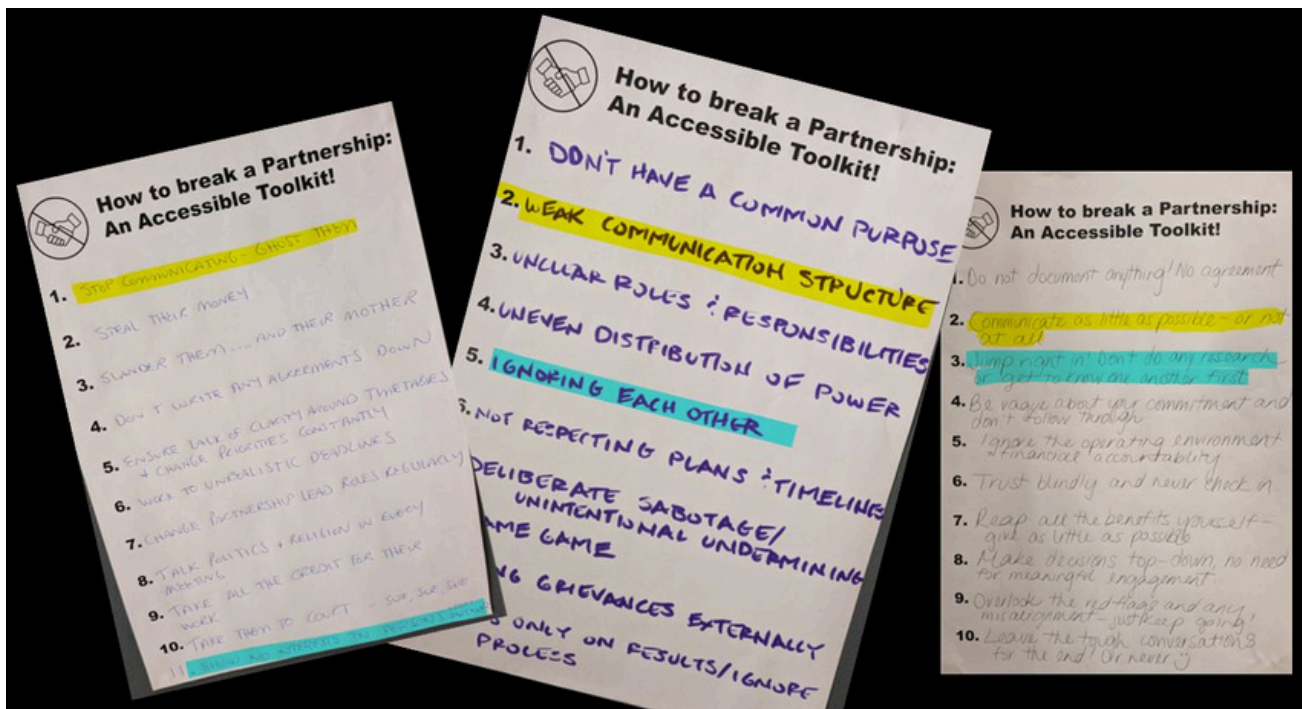 How to break a Partnership:
An Accessible Toolkit!
1. STOP COMMUNICATING - GHOST THEM
2. STEAL THEIR MONEY
3. SLANDER THEM... AND THEIR MOTHER
4. DON'T WRITE ANY AGREEMENTS DOWN
5. ENSURE LACK OF CLARITY AROUND TIMETABLES
+ CHANGE PRIORITIES CONSTANTLY
6. WORK TO UNREALISTIC DEADLINES
7. CHANGE PARTNERSHIP LEAD ROLES REGULARLY
8. TALK POLITICS + RELIGION IN EVERY
MEETING
9. TAKE ALL THE CREDIT FOR THEIR
WORK
10. TAKE THEM TO COURT - SUE, SUE, SUE
11. SHOW NO INTEREST IN
How to break a Partnership:
An Accessible Toolkit!
1. DON'T HAVE A COMMON PURPOSE
2. WEAK COMMUNICATION STRUCTURE
3. UNCLEAR ROLES & RESPONSIBILITIES
4. UNEVEN DISTRIBUTION OF POWER
5. IGNORING EACH OTHER
6. NOT RESPECTING PLANS & TIMELINES
DELIBERATE SABOTAGE/
UNINTENTIONAL UNDERMINING
AME GAME
NG GRIEVANCES EXTERNALLY
S ONLY ON RESULTS/IGNORE
PROCESS
How to break a Partnership:
An Accessible Toolkit!
1. Do not document anything! No agreement
2. Communicate as little as possible - or not
at all
3. Jump right in! Don't do any research
or "get to know one another first
4. Be vague about your commitment and
don't follow through
5. Ignore the operating environment
+ financial accountability
6. Trust blindly and never check in
7. Reap all the benefits yourself -
give as little as possible
8. Make decisions top-down, no need
for meaningful engagement
9. Overlook the red flags and any
misalignment - just keep going!
10. Leave the tough conversations
for the end! Or never